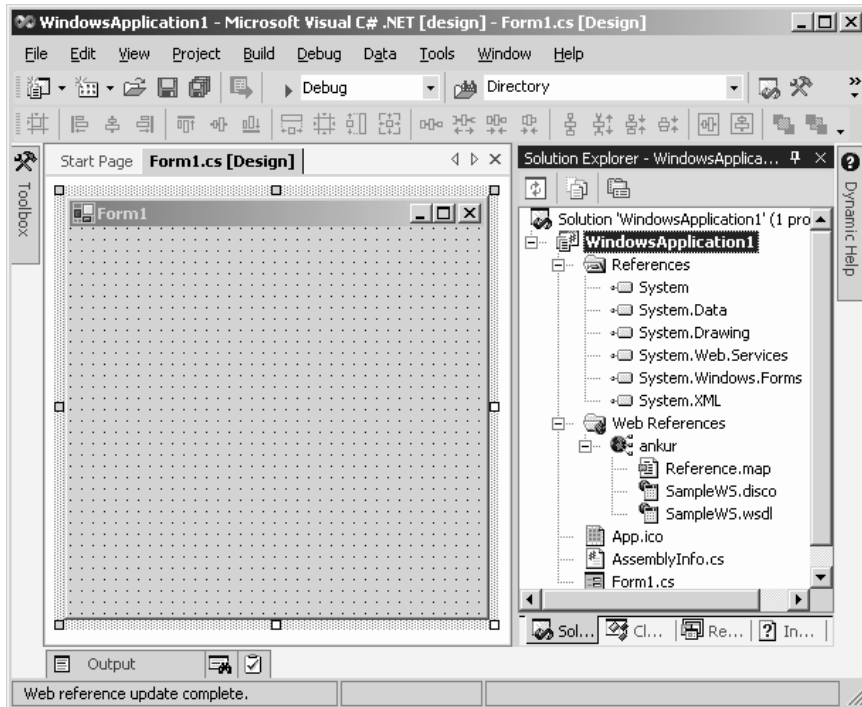 WindowsApplication1 - Microsoft Visual C# .NET [design] - Form1.cs [Design]
File Edit View Project Build Debug Data Tools Window Help
Debug Directory
Toolbox
Start Page Form1.cs [Design]
Form1
Solution Explorer - WindowsApplica...
Solution 'WindowsApplication1' (1 pro
WindowsApplication1
References
System
System.Data
System.Drawing
System.Web.Services
System.Windows.Forms
System.XML
Web References
ankur
Reference.map
SampleWS.disco
SampleWS.wsdl
App.ico
AssemblyInfo.cs
Form1.cs
Sol... Cl... Re... In...
Dynamic Help
Output
Web reference update complete.